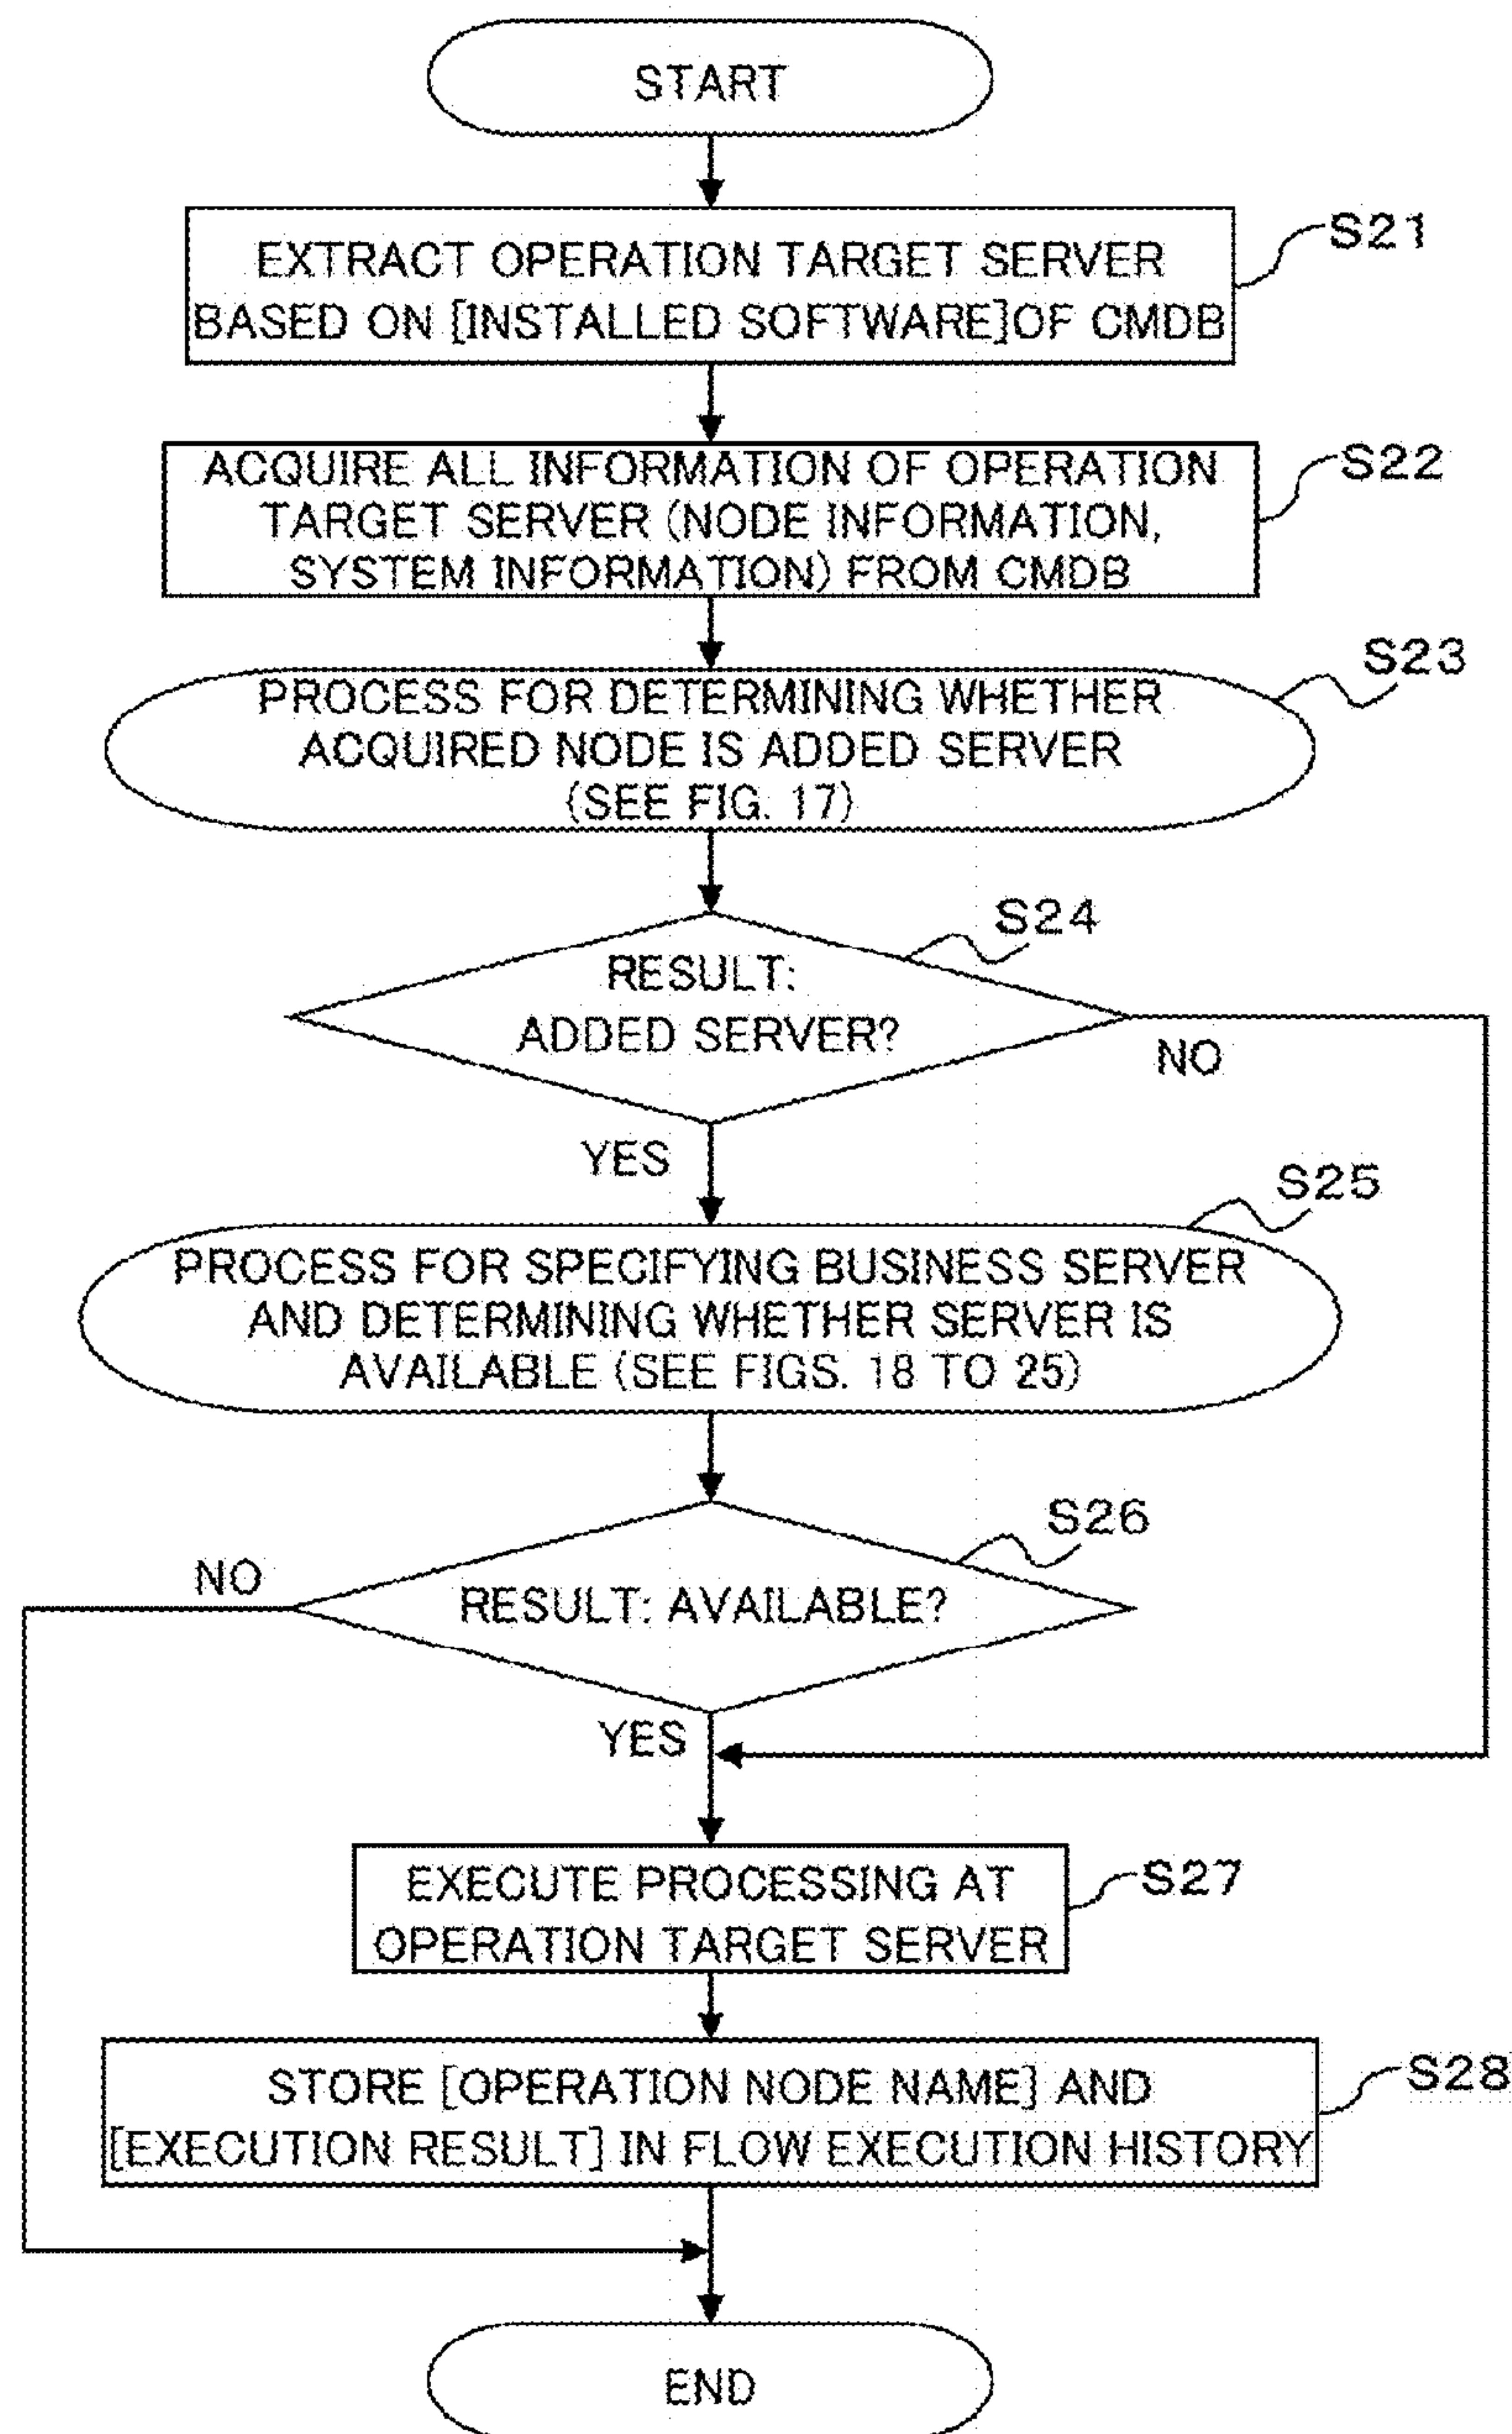 START
S21
EXTRACT OPERATION TARGET SERVER
BASED ON [INSTALLED SOFTWARE]OF CMDB
S22
ACQUIRE ALL INFORMATION OF OPERATION
TARGET SERVER (NODE INFORMATION,
SYSTEM INFORMATION) FROM CMDB
S23
PROCESS FOR DETERMINING WHETHER
ACQUIRED NODE IS ADDED SERVER
(SEE FIG. 17)
S24
RESULT:
ADDED SERVER?
NO
YES
S25
PROCESS FOR SPECIFYING BUSINESS SERVER
AND DETERMINING WHETHER SERVER IS
AVAILABLE (SEE FIGS. 18 TO 25)
S26
NO
RESULT: AVAILABLE?
YES
EXECUTE PROCESSING AT
S27
OPERATION TARGET SERVER
STORE [OPERATION NODE NAME] AND
S28
[EXECUTION RESULT] IN FLOW EXECUTION HISTORY
END